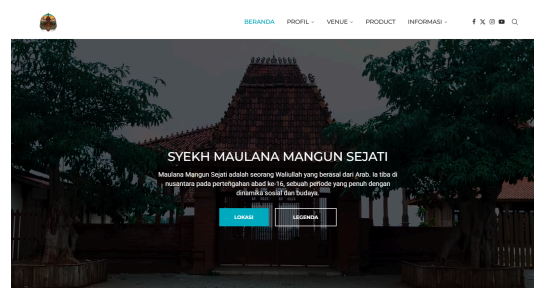 BERANDA PROFIL VENUE PRODUCT INFORMASI
SYEKH MAULANA MANGUN SEJATI
Maulana Mangun Sejati adalah seorang Waliullah yang berasal dari Arab. Ia tiba di
nusantara pada pertengahan abad ke-16, sebuah periode yang penuh dengan
dinamika sosial dan budaya.
LOKASI LEGENDA